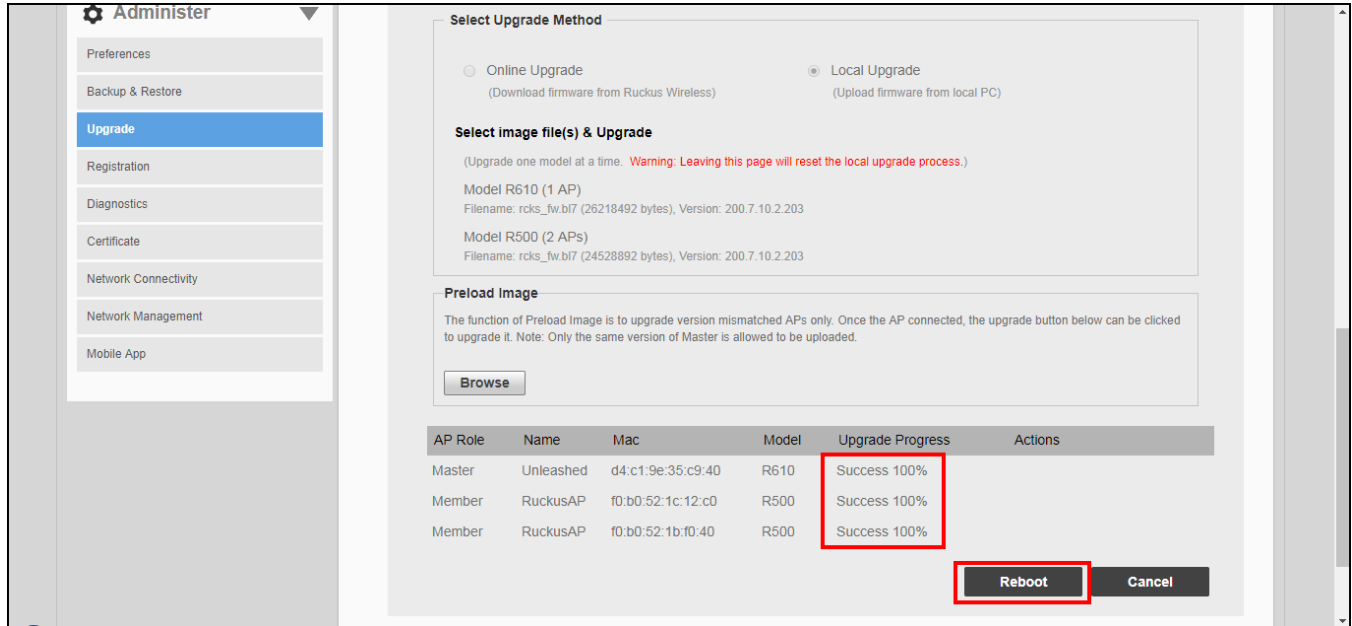 Administer
Preferences
Backup & Restore
Upgrade
Registration
Diagnostics
Certificate
Network Connectivity
Network Management
Mobile App
Select Upgrade Method
Online Upgrade Local Upgrade
(Download firmware from Ruckus Wireless) (Upload firmware from local PC)
Select image file(s) & Upgrade
(Upgrade one model at a time. Warning: Leaving this page will reset the local upgrade process.)
Model R610 (1 AP)
Filename: rcks_fw.bl7 (26218492 bytes), Version: 200.7.10.2.203
Model R500 (2 APs)
Filename: rcks_fw.bl7 (24528892 bytes), Version: 200.7.10.2.203
Preload Image
The function of Preload Image is to upgrade version mismatched APs only. Once the AP connected, the upgrade button below can be clicked
to upgrade it. Note: Only the same version of Master is allowed to be uploaded.
Browse
AP Role Name Mac Model Upgrade Progress Actions
Master Unleashed d4:c1:9e:35:c9:40 R610 Success 100%
Member RuckusAP f0:b0:52:1c:12:c0 R500 Success 100%
Member RuckusAP f0:b0:52:1b:f0:40 R500 Success 100%
Reboot Cancel